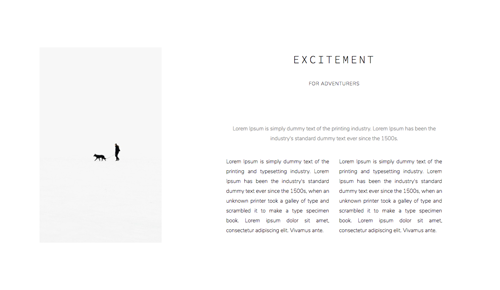 EXCITEMENT
FOR ADVENTURERS
Lorem Ipsum is simply dummy text of the printing industry. Lorem Ipsum has been the
industry's standard dummy text ever since the 1500s.
Lorem Ipsum is simply dummy text of the
printing and typesetting industry. Lorem
Ipsum has been the industry's standard
dummy text ever since the 1500s, when an
unknown printer took a galley of type and
scrambled it to make a type specimen
book. Lorem ipsum dolor sit amet,
consectetur adipiscing elit. Vivamus ante.
Lorem Ipsum is simply dummy text of the
printing and typesetting industry. Lorem
Ipsum has been the industry's standard
dummy text ever since the 1500s, when an
unknown printer took a galley of type and
scrambled it to make a type specimen
book. Lorem ipsum dolor sit amet,
consectetur adipiscing elit. Vivamus ante.